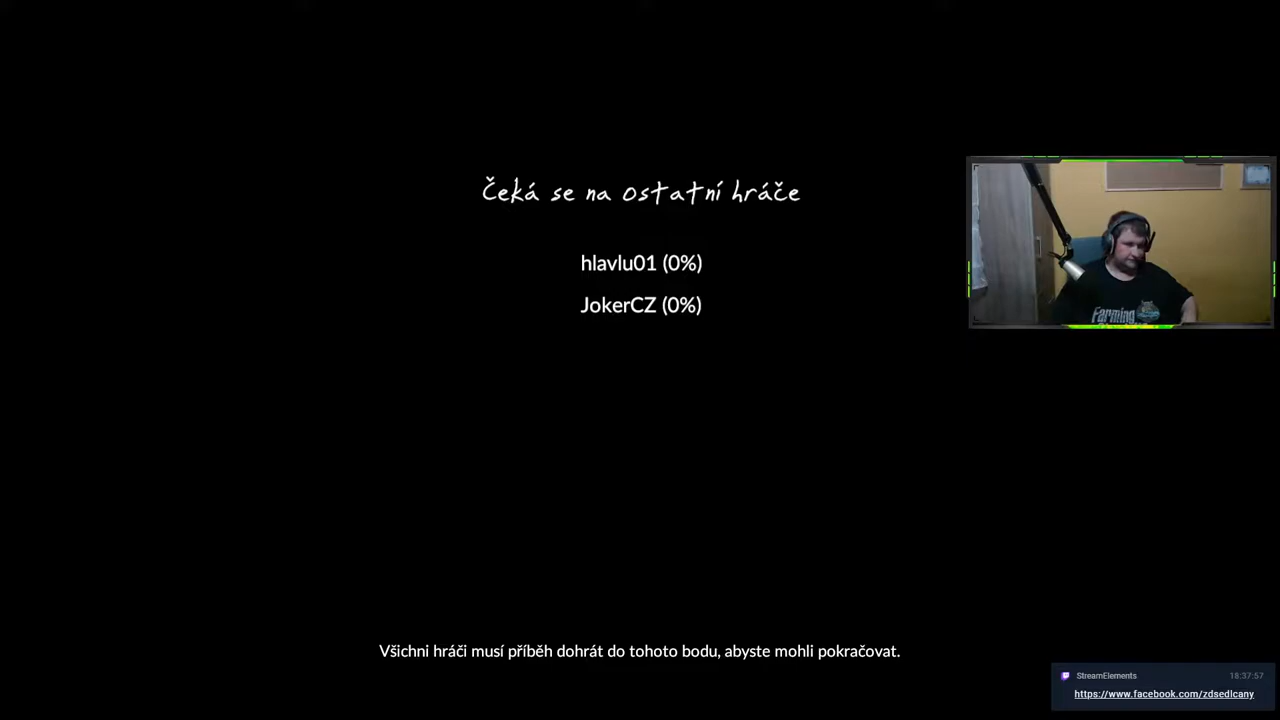 Čeká se na ostatní hráče
hlavlu01 (0%)
JokerCZ (0%)
Farming
Všichni hráči musí příběh dohrát do tohoto bodu, abyste mohli pokračovat.
StreamElements 18:37:57
https://www.facebook.com/zdsedlcany